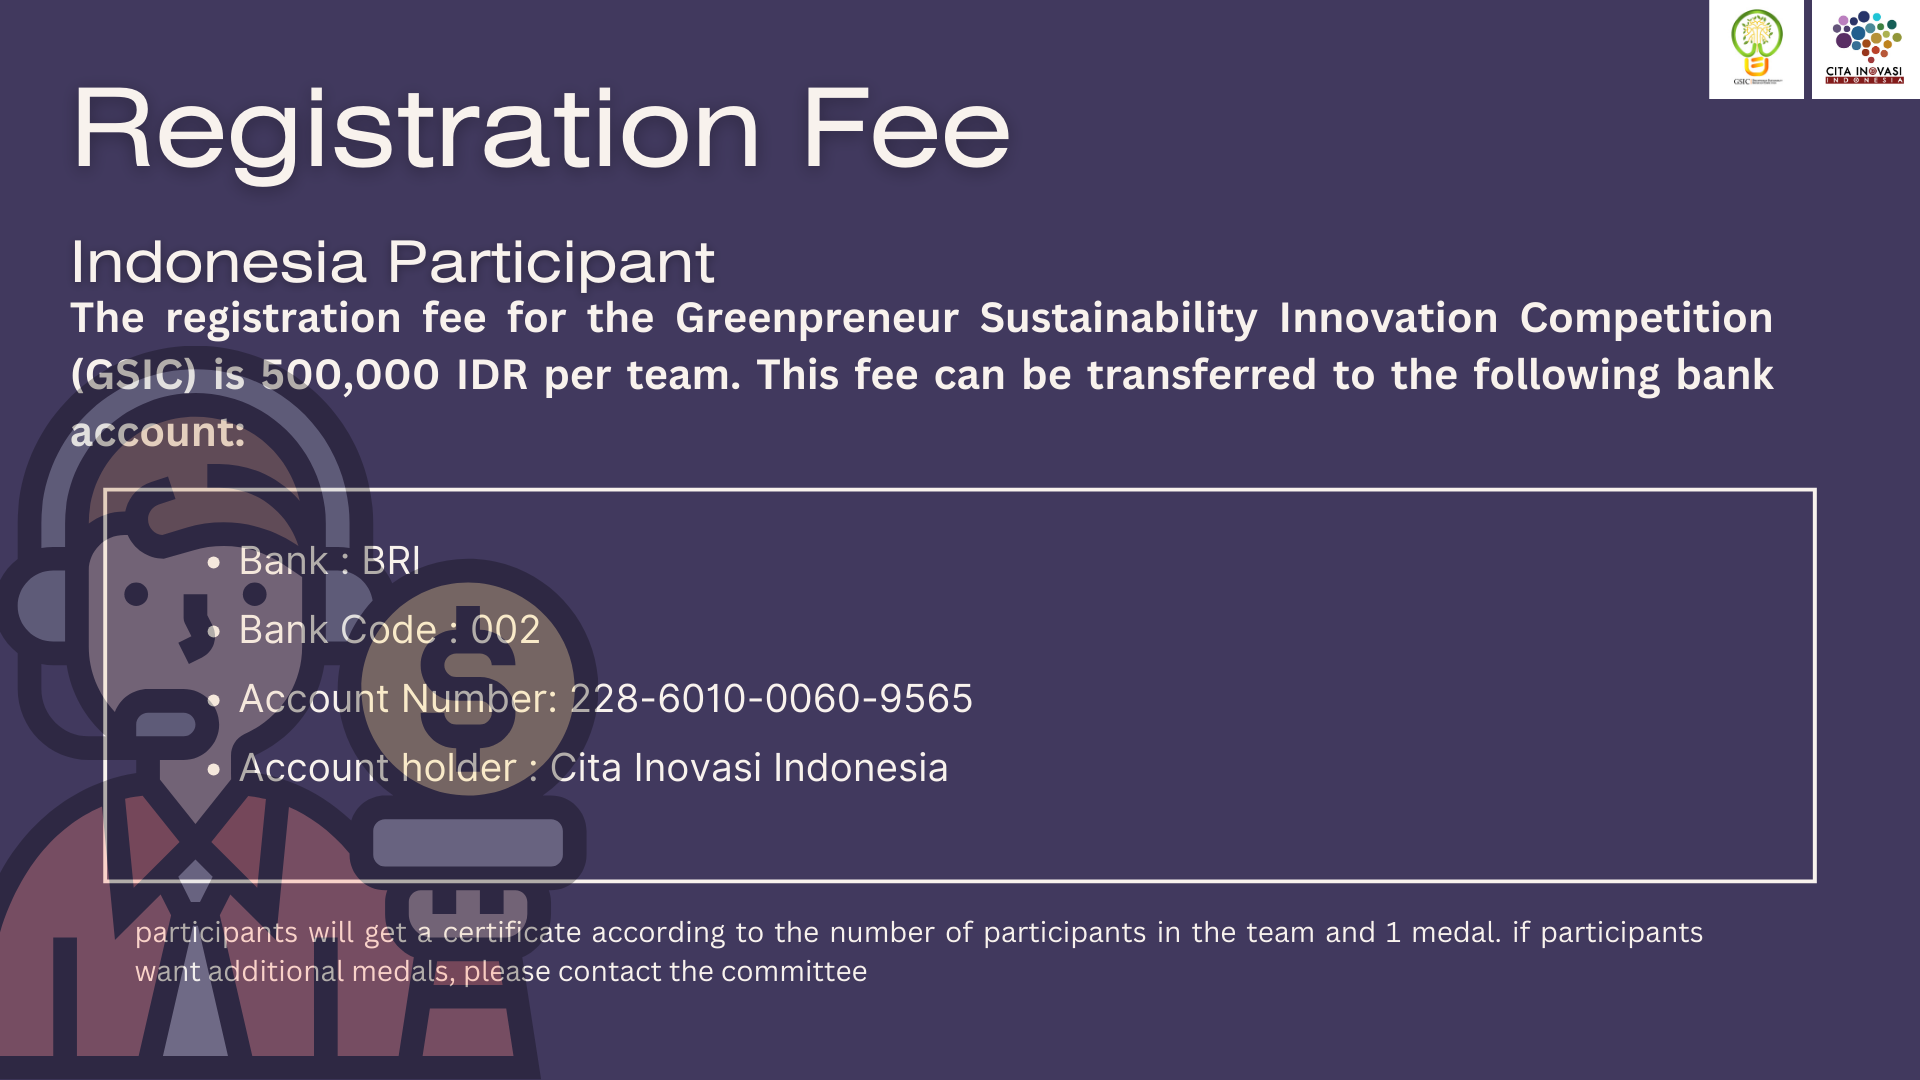 GSIC
CITA INOVASI
INDONESIA
Registration Fee
Indonesia Participant
The registration fee for the Greenpreneur Sustainability Innovation Competition
(GSIC) is 500,000 IDR per team. This fee can be transferred to the following bank
account:
• Bank : BRI
• Bank Code : 002
• Account Number: 228-6010-0060-9565
• Account holder : Cita Inovasi Indonesia
participants will get a certificate according to the number of participants in the team and 1 medal. if participants
want additional medals, please contact the committee